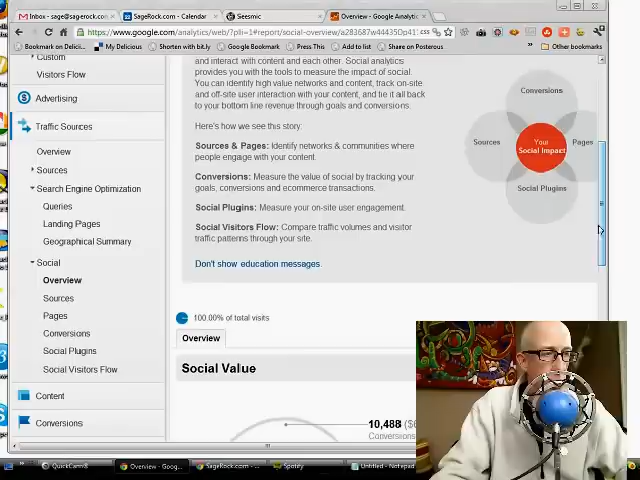 Inbox - sage@sagerock.com
SageRock.com - Calendar
Seesmic
Overview - Google Analytic
https://www.google.com/analytics/web/?pli=1#report/social-overview/a283687w444350p41
Bookmark on Delicio...
My Delicious
Shorten with bit.ly
Google Bookmark
Press This
Add to list
Share on Posterous
Other bookmarks
Custom
Visitors Flow
Advertising
Traffic Sources
Overview
Sources
Search Engine Optimization
Queries
Landing Pages
Geographical Summary
Social
Overview
Sources
Pages
Conversions
Social Plugins
Social Visitors Flow
Content
Conversions
and interact with content and each other. Social analytics
provides you with the tools to measure the impact of social.
You can identify high value networks and content, track on-site
and off-site user interaction with your content, and tie it all back
to your bottom line revenue through goals and conversions.
Here's how we see this story:
Sources & Pages: Identify networks & communities where
people engage with your content.
Conversions: Measure the value of social by tracking your
goals, conversions and ecommerce transactions.
Social Plugins: Measure your on-site user engagement.
Social Visitors Flow: Compare traffic volumes and visitor
traffic patterns through your site.
Don't show education messages.
Conversions
Sources
Your
Social Impact
Pages
Social Plugins
100.00% of total visits
Overview
Social Value
10,488
Conversions
QuickCam®
Overview - Goog...
SageRock.com - ...
Spotify
Untitled - Notepad